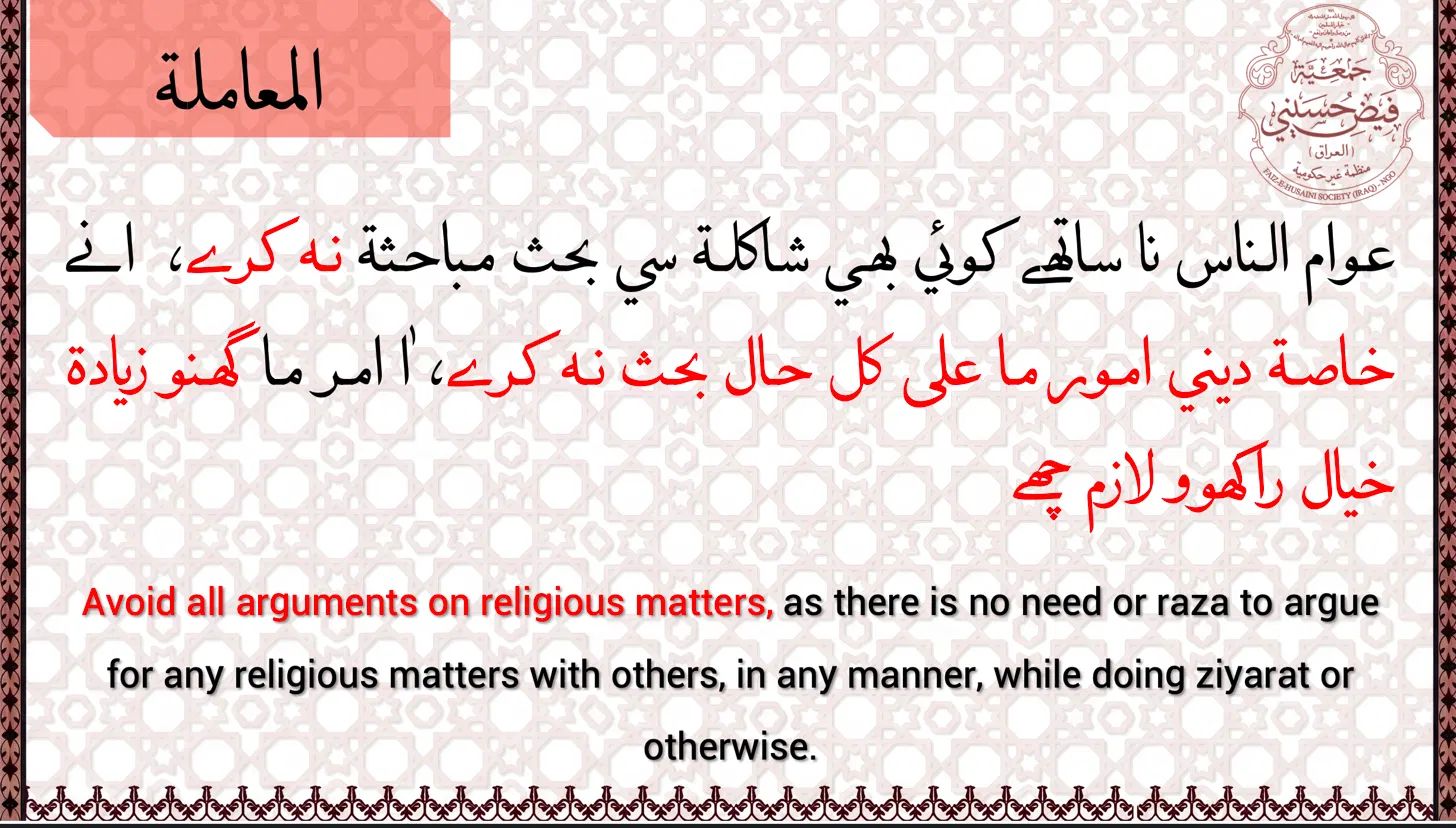 المعاملة
جمعية
فيض حسيني
(العراق)
منظمة غير حكومية
FAIZ-E-HUSAINI SOCIETY (IRAQ) - NGO
عوام الناس نا ساتھے كوئي بھي شاكلة سي بحث مباحثة نہ كرے، انے
خاصة ديني امور ما على كل حال بحث نہ كرے، اٰ امر ما گھنو زيادة
خيال راكھوو لازم چھے
Avoid all arguments on religious matters, as there is no need or raza to argue
for any religious matters with others, in any manner, while doing ziyarat or
otherwise.